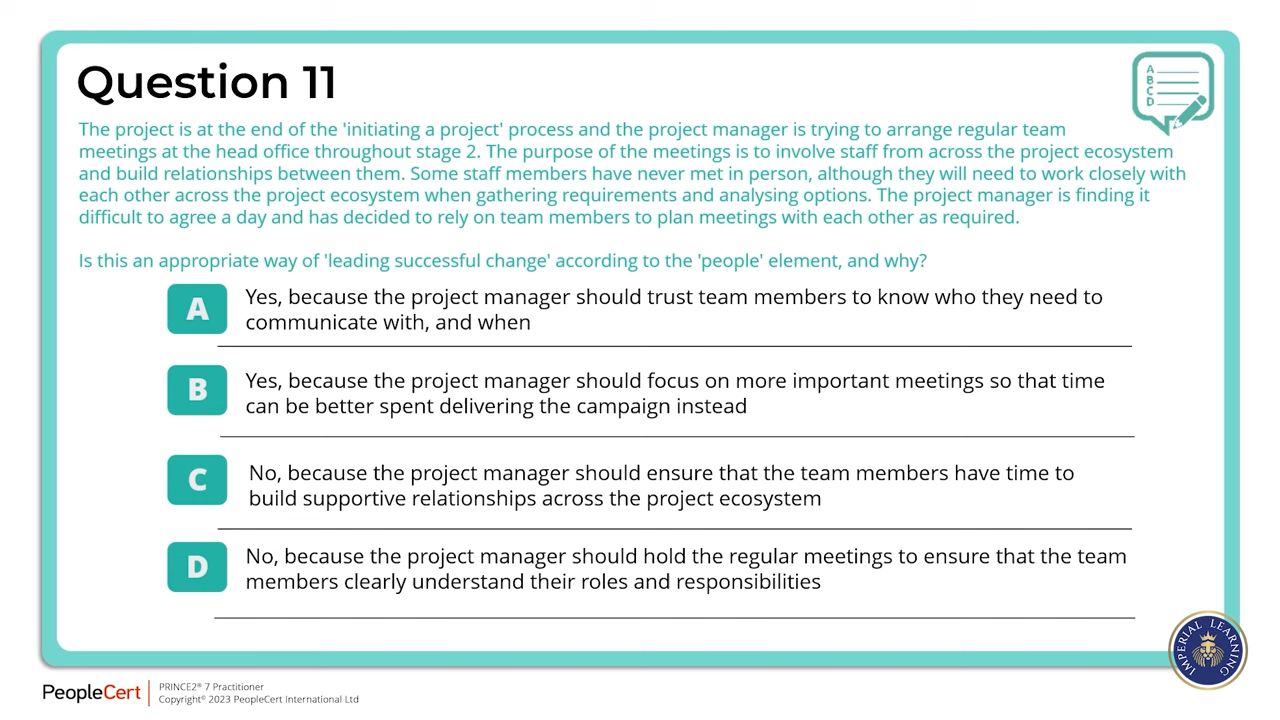 Question 11
A
B
C
D
The project is at the end of the 'initiating a project' process and the project manager is trying to arrange regular team
meetings at the head office throughout stage 2. The purpose of the meetings is to involve staff from across the project ecosystem
and build relationships between them. Some staff members have never met in person, although they will need to work closely with
each other across the project ecosystem when gathering requirements and analysing options. The project manager is finding it
difficult to agree a day and has decided to rely on team members to plan meetings with each other as required.
Is this an appropriate way of 'leading successful change' according to the 'people' element, and why?
A
Yes, because the project manager should trust team members to know who they need to
communicate with, and when
B
Yes, because the project manager should focus on more important meetings so that time
can be better spent delivering the campaign instead
C
No, because the project manager should ensure that the team members have time to
build supportive relationships across the project ecosystem
D
No, because the project manager should hold the regular meetings to ensure that the team
members clearly understand their roles and responsibilities
IMPERIAL LEARNING
PeopleCert
PRINCE2® 7 Practitioner
Copyright© 2023 PeopleCert International Ltd